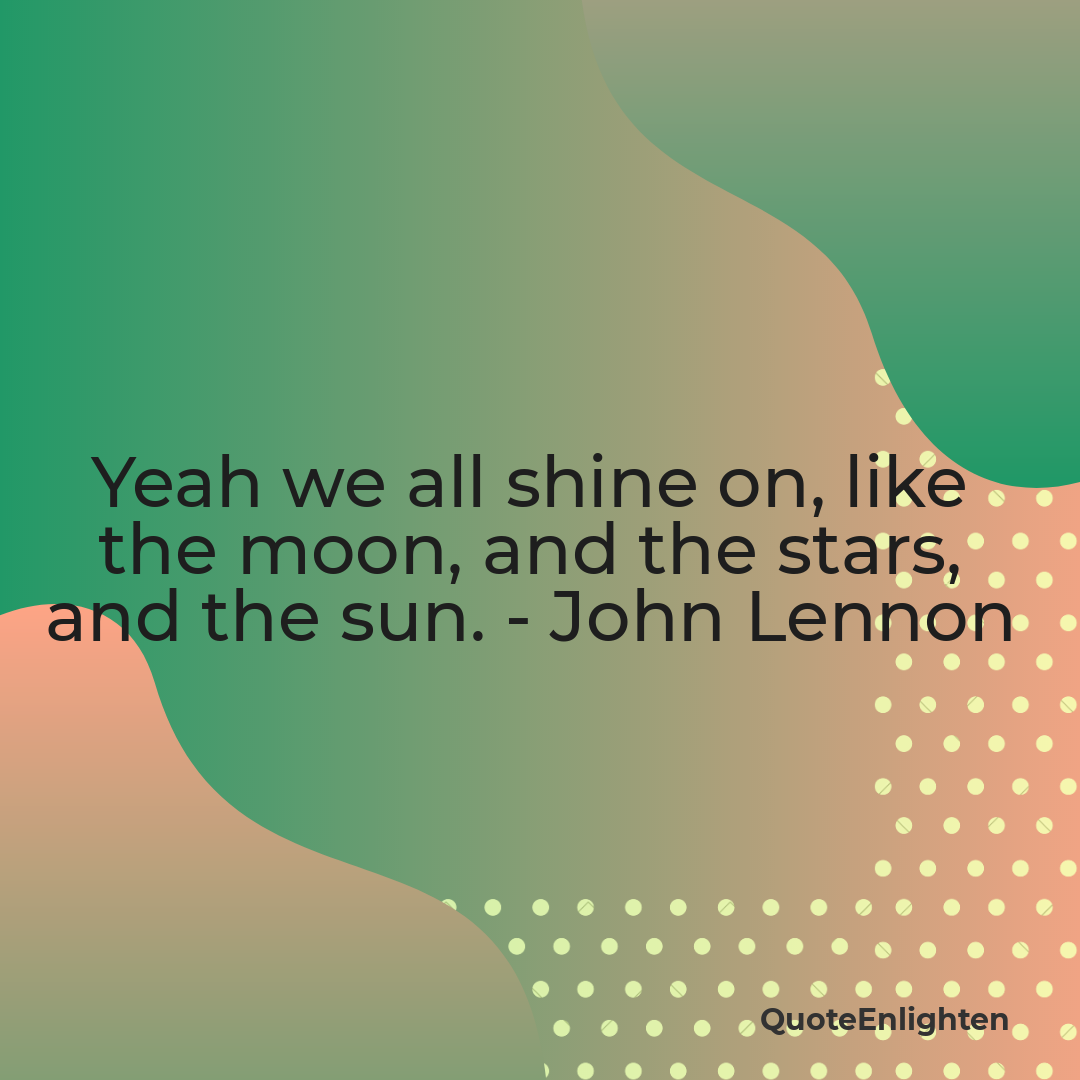 Yeah we all shine on, like
the moon, and the stars,
and the sun. - John Lennon
QuoteEnlighten